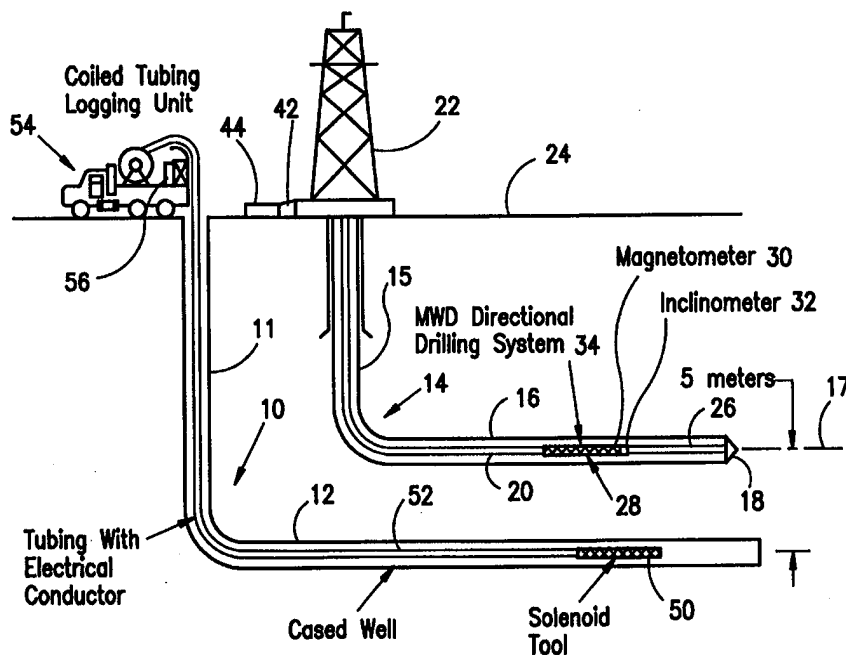 Coiled Tubing
Logging Unit
54
44
42
22
24
56
11
15
Magnetometer 30
Inclinometer 32
MWD Directional
Drilling System 34
5 meters
17
10
14
16
26
20
28
18
12
52
Tubing With
Electrical
Conductor
Cased Well
Solenoid
Tool
50